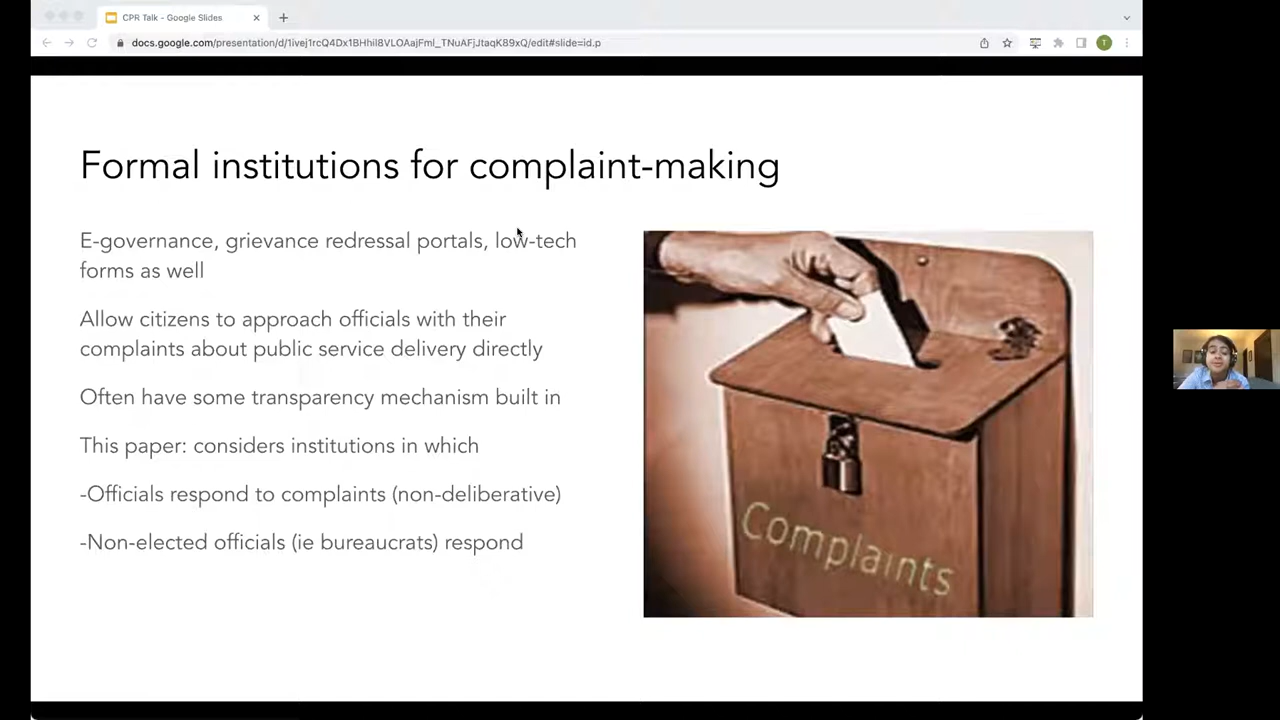 CPR Talk - Google Slides
docs.google.com/presentation/d/1ivej1rcQ4Dx1BHhil8VLOAajFml_TNuAFjJtaqK89xQ/edit#slide=id.p
T
Formal institutions for complaint-making
E-governance, grievance redressal portals, low-tech
forms as well
Allow citizens to approach officials with their
complaints about public service delivery directly
Often have some transparency mechanism built in
This paper: considers institutions in which
-Officials respond to complaints (non-deliberative)
-Non-elected officials (ie bureaucrats) respond
Complaints